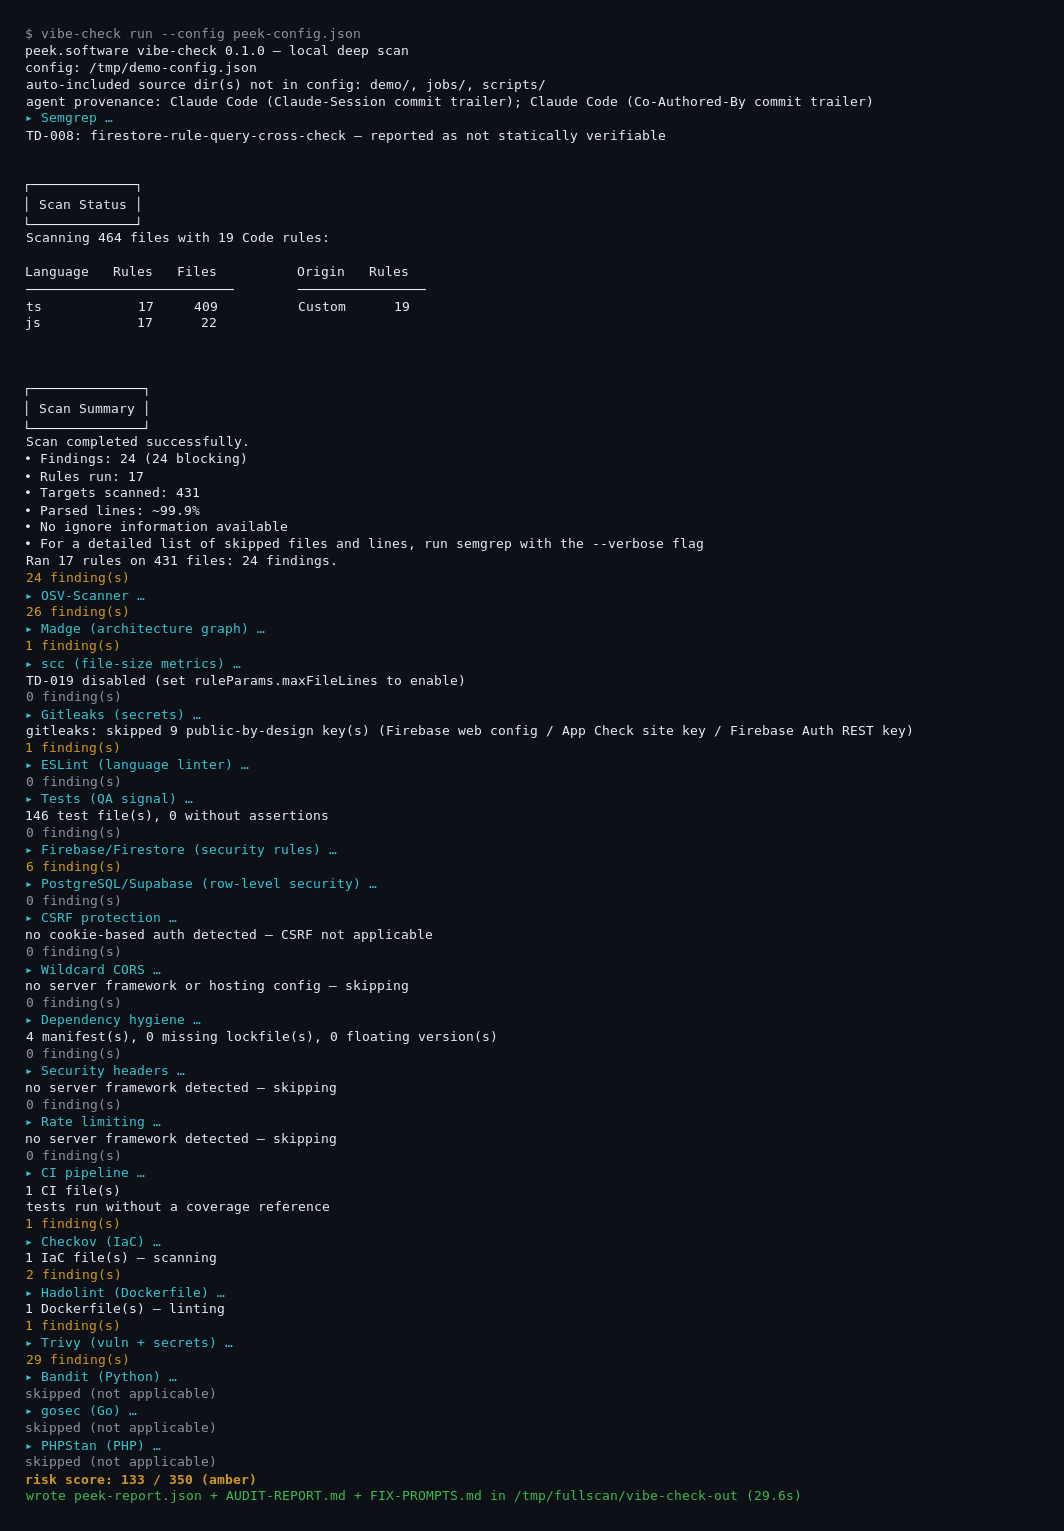 $ vibe-check run --config peek-config.json
peek.software vibe-check 0.1.0 — local deep scan
config: /tmp/demo-config.json
auto-included source dir(s) not in config: demo/, jobs/, scripts/
agent provenance: Claude Code (Claude-Session commit trailer); Claude Code (Co-Authored-By commit trailer)
▸ Semgrep …
TD-008: firestore-rule-query-cross-check — reported as not statically verifiable
Scan Status
Scanning 464 files with 19 Code rules:
Language   Rules   Files          Origin   Rules
ts            17     409          Custom      19
js            17      22
Scan Summary
Scan completed successfully.
• Findings: 24 (24 blocking)
• Rules run: 17
• Targets scanned: 431
• Parsed lines: ~99.9%
• No ignore information available
• For a detailed list of skipped files and lines, run semgrep with the --verbose flag
Ran 17 rules on 431 files: 24 findings.
24 finding(s)
▸ OSV-Scanner …
26 finding(s)
▸ Madge (architecture graph) …
1 finding(s)
▸ scc (file-size metrics) …
TD-019 disabled (set ruleParams.maxFileLines to enable)
0 finding(s)
▸ Gitleaks (secrets) …
gitleaks: skipped 9 public-by-design key(s) (Firebase web config / App Check site key / Firebase Auth REST key)
1 finding(s)
▸ ESLint (language linter) …
0 finding(s)
▸ Tests (QA signal) …
146 test file(s), 0 without assertions
0 finding(s)
▸ Firebase/Firestore (security rules) …
6 finding(s)
▸ PostgreSQL/Supabase (row-level security) …
0 finding(s)
▸ CSRF protection …
no cookie-based auth detected — CSRF not applicable
0 finding(s)
▸ Wildcard CORS …
no server framework or hosting config — skipping
0 finding(s)
▸ Dependency hygiene …
4 manifest(s), 0 missing lockfile(s), 0 floating version(s)
0 finding(s)
▸ Security headers …
no server framework detected — skipping
0 finding(s)
▸ Rate limiting …
no server framework detected — skipping
0 finding(s)
▸ CI pipeline …
1 CI file(s)
tests run without a coverage reference
1 finding(s)
▸ Checkov (IaC) …
1 IaC file(s) — scanning
2 finding(s)
▸ Hadolint (Dockerfile) …
1 Dockerfile(s) — linting
1 finding(s)
▸ Trivy (vuln + secrets) …
29 finding(s)
▸ Bandit (Python) …
skipped (not applicable)
▸ gosec (Go) …
skipped (not applicable)
▸ PHPStan (PHP) …
skipped (not applicable)
risk score: 133 / 350 (amber)
wrote peek-report.json + AUDIT-REPORT.md + FIX-PROMPTS.md in /tmp/fullscan/vibe-check-out (29.6s)